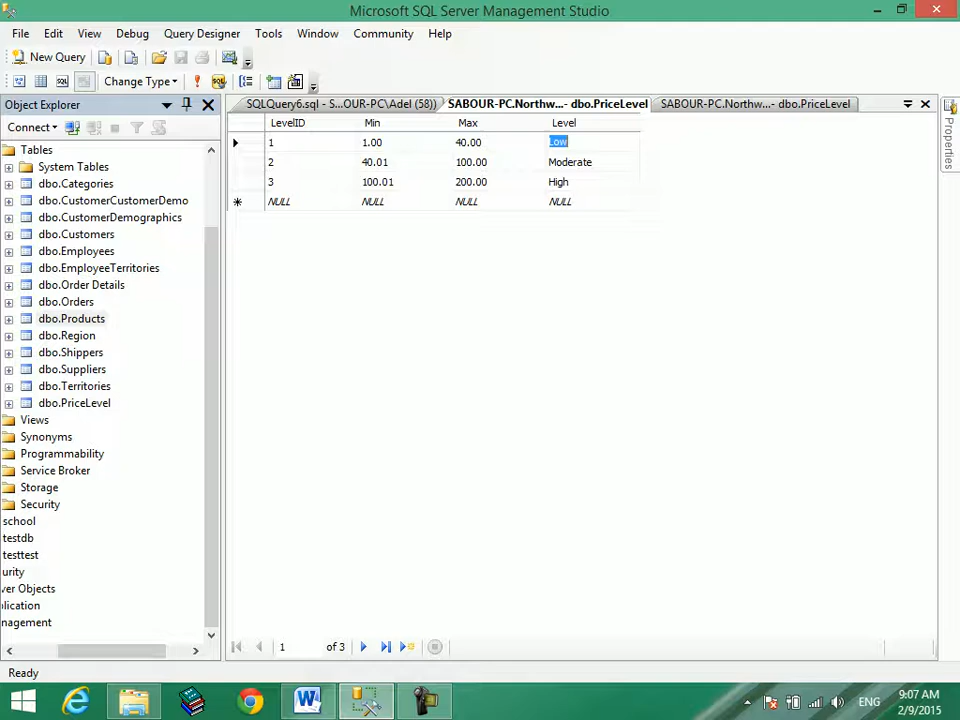 Microsoft SQL Server Management Studio
File Edit View Debug Query Designer Tools Window Community Help
New Query
Change Type
Object Explorer
SQLQuery6.sql - S...OUR-PC\Adel (58))
SABOUR-PC.Northw...- dbo.PriceLevel
SABOUR-PC.Northw...- dbo.PriceLevel
Connect
Properties
LevelID Min Max Level
1 1.00 40.00 Low
2 40.01 100.00 Moderate
3 100.01 200.00 High
NULL NULL NULL NULL
Tables
System Tables
dbo.Categories
dbo.CustomerCustomerDemo
dbo.CustomerDemographics
dbo.Customers
dbo.Employees
dbo.EmployeeTerritories
dbo.Order Details
dbo.Orders
dbo.Products
dbo.Region
dbo.Shippers
dbo.Suppliers
dbo.Territories
dbo.PriceLevel
Views
Synonyms
Programmability
Service Broker
Storage
Security
school
testdb
testtest
urity
ver Objects
lication
nagement
1 of 3
Ready
ENG
9:07 AM
2/9/2015